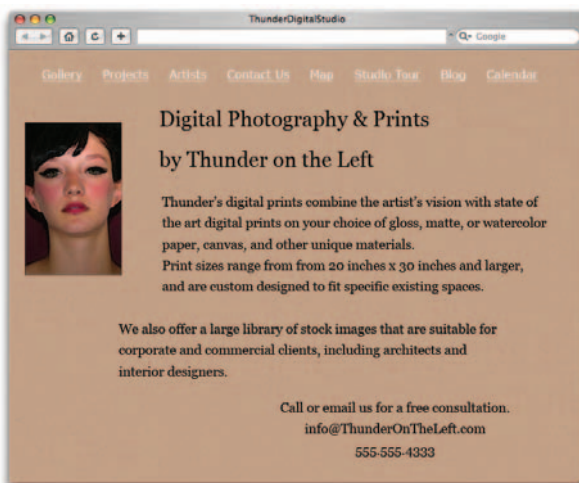 ThunderDigitalStudio
Google
Gallery Projects Artists Contact Us Map Studio Tour Blog Calendar
Digital Photography & Prints
by Thunder on the Left
Thunder's digital prints combine the artist's vision with state of
the art digital prints on your choice of gloss, matte, or watercolor
paper, canvas, and other unique materials.
Print sizes range from from 20 inches x 30 inches and larger,
and are custom designed to fit specific existing spaces.
We also offer a large library of stock images that are suitable for
corporate and commercial clients, including architects and
interior designers.
Call or email us for a free consultation.
info@ThunderOnTheLeft.com
555-555-4333